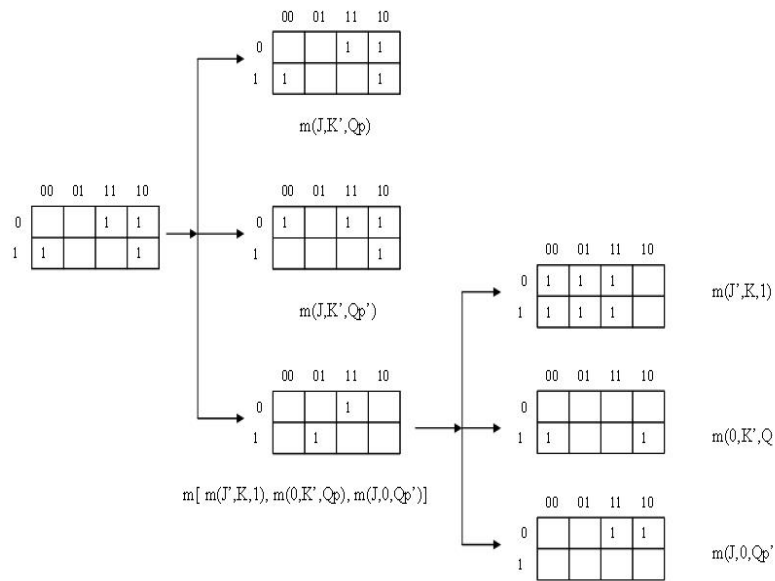 00 01 11 10
0 1 1
1 1 1
m(J,K',Qp)
00 01 11 10
0 1 1
1 1 1
00 01 11 10
0 1 1 1
1 1
m(J,K',Qp')
00 01 11 10
0 1
1 1
m[ m(J',K,1), m(0,K',Qp), m(J,0,Qp')]
00 01 11 10
0 1 1 1
1 1 1 1
m(J',K,1)
00 01 11 10
0
1 1 1
m(0,K',Q
00 01 11 10
0 1 1
1
m(J,0,Qp'